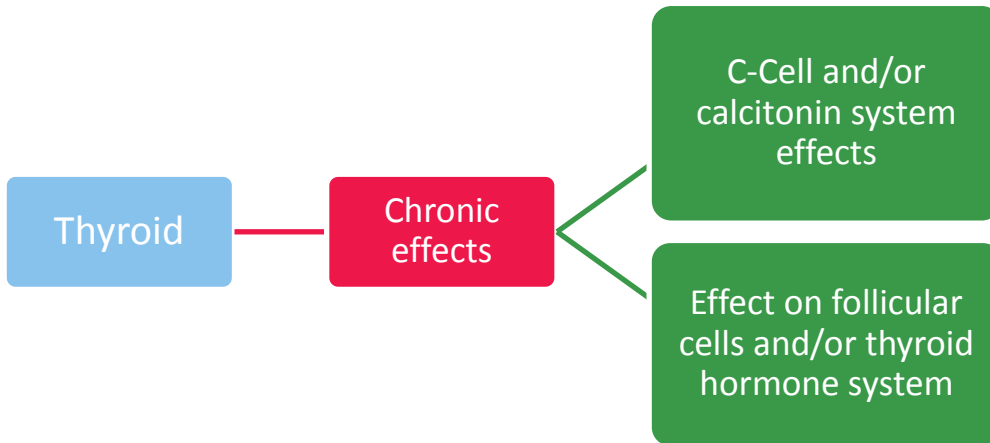 Thyroid
Chronic
effects
C-Cell and/or
calcitonin system
effects
Effect on follicular
cells and/or thyroid
hormone system